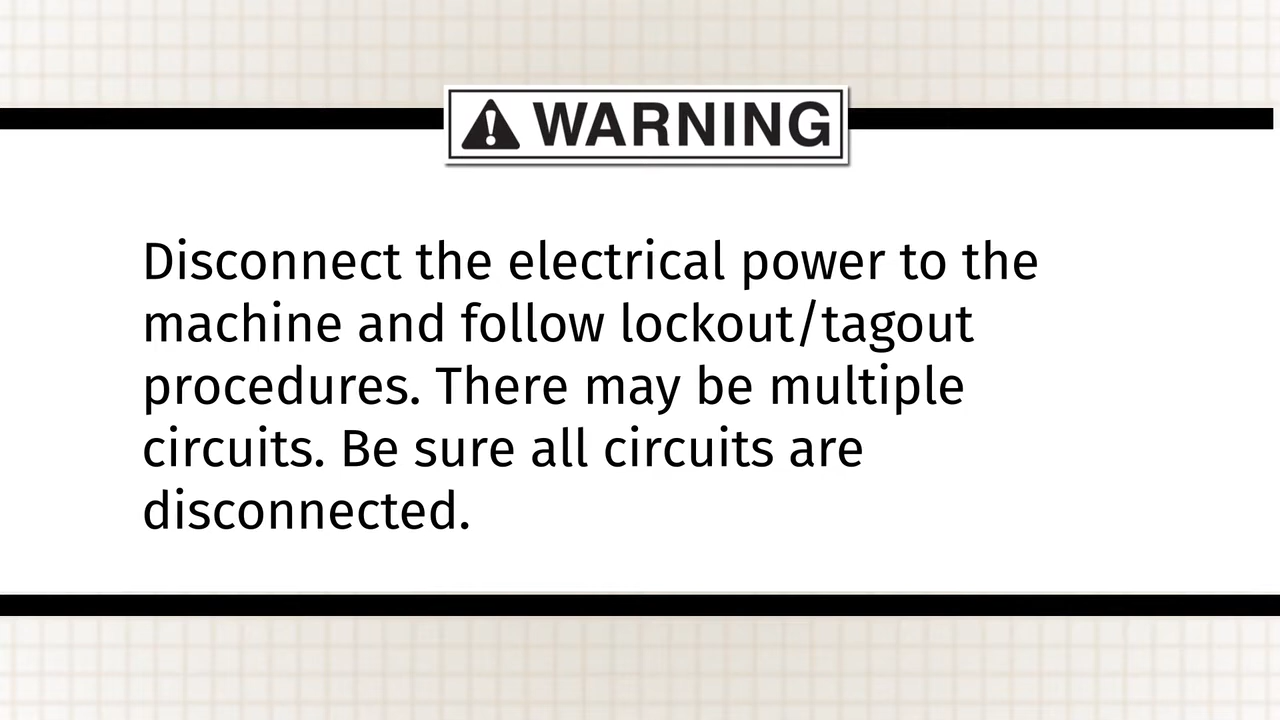 WARNING
Disconnect the electrical power to the
machine and follow lockout/tagout
procedures. There may be multiple
circuits. Be sure all circuits are
disconnected.